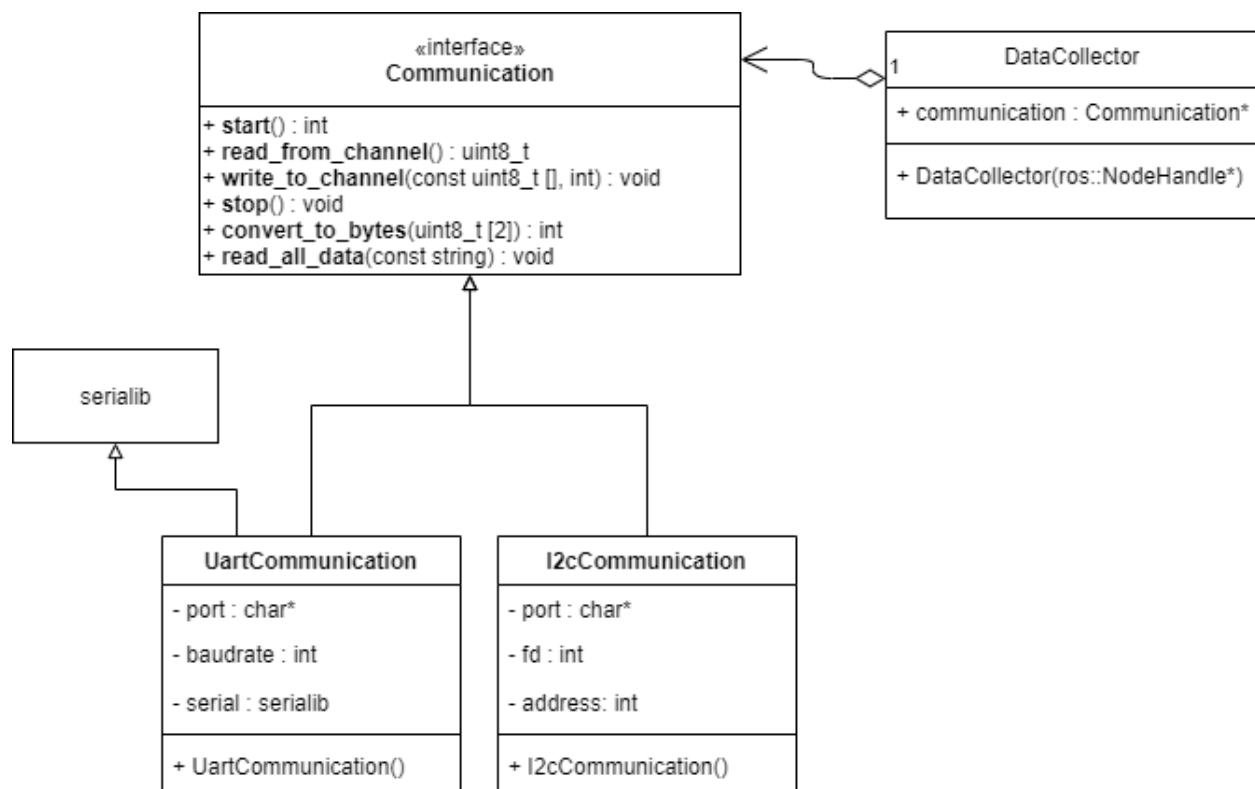 «interface»
Communication
+ start() : int
+ read_from_channel() : uint8_t
+ write_to_channel(const uint8_t [], int) : void
+ stop() : void
+ convert_to_bytes(uint8_t [2]) : int
+ read_all_data(const string) : void
1
DataCollector
+ communication : Communication*
+ DataCollector(ros::NodeHandle*)
serialib
UartCommunication
- port : char*
- baudrate : int
- serial : serialib
+ UartCommunication()
I2cCommunication
- port : char*
- fd : int
- address: int
+ I2cCommunication()